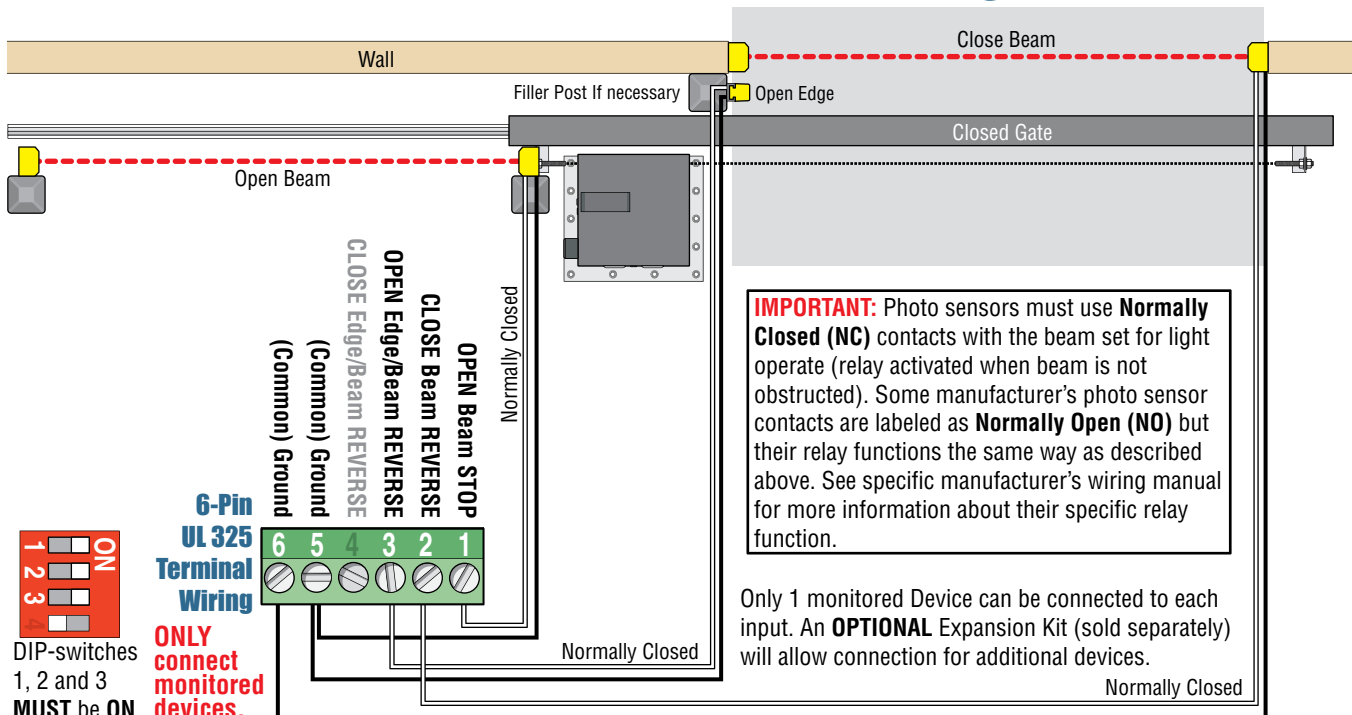 Close Beam
Wall
Filler Post If necessary
Open Edge
Closed Gate
Open Beam
(Common) Ground
(Common) Ground
CLOSE Edge/Beam REVERSE
OPEN Edge/Beam REVERSE
CLOSE Beam REVERSE
OPEN Beam STOP
Normally Closed
IMPORTANT: Photo sensors must use Normally
Closed (NC) contacts with the beam set for light
operate (relay activated when beam is not
obstructed). Some manufacturer's photo sensor
contacts are labeled as Normally Open (NO) but
their relay functions the same way as described
above. See specific manufacturer's wiring manual
for more information about their specific relay
function.
6-Pin
UL 325
Terminal
Wiring
6 5 4 3 2 1
ON
1
2
3
4
DIP-switches
1, 2 and 3
MUST be ON
ONLY
connect
monitored
devices.
Normally Closed
Only 1 monitored Device can be connected to each
input. An OPTIONAL Expansion Kit (sold separately)
will allow connection for additional devices.
Normally Closed